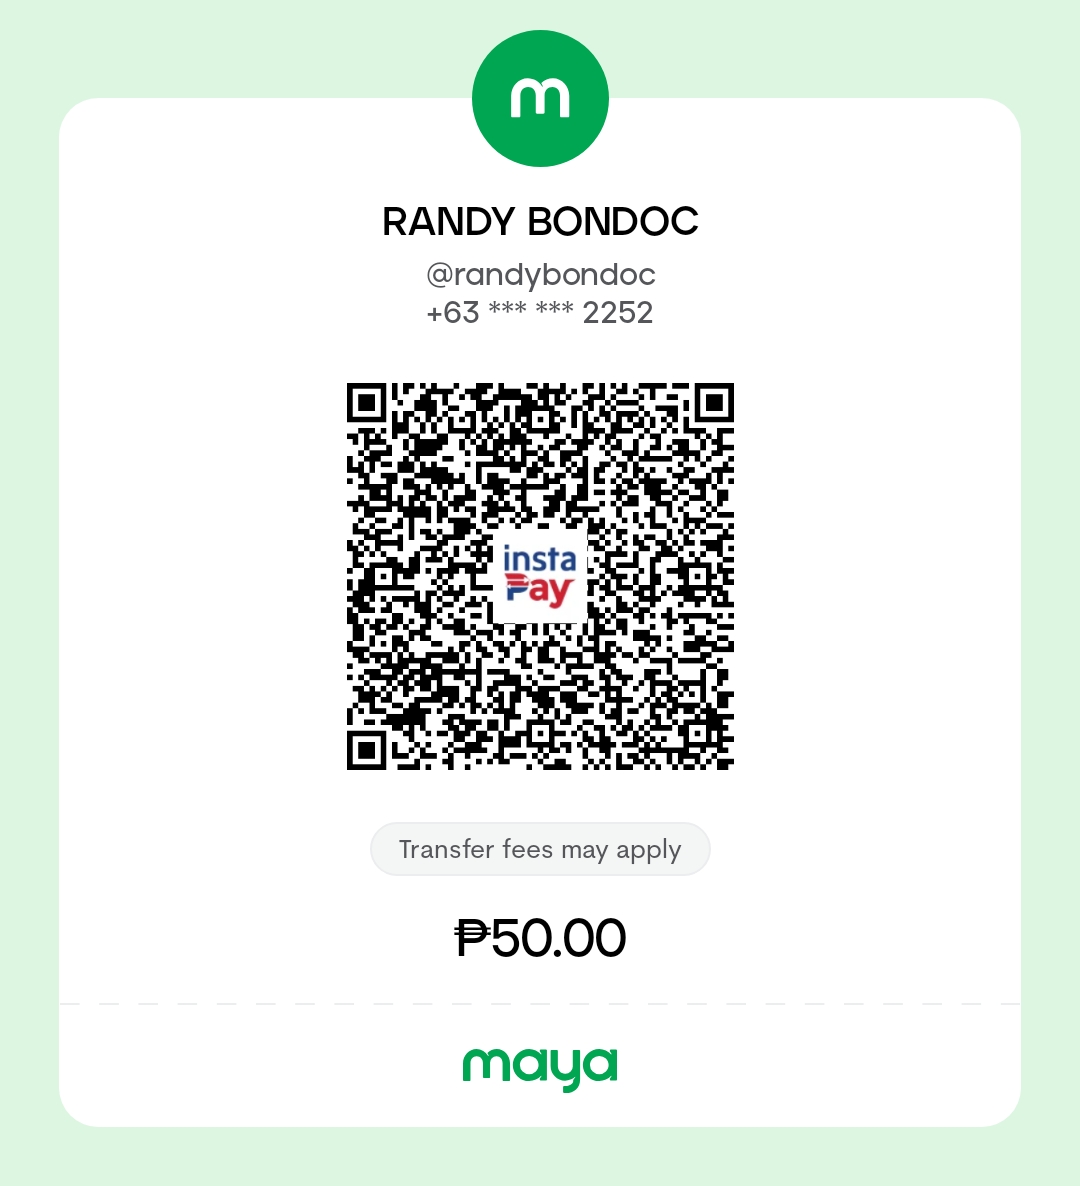 m
RANDY BONDOC
@randybondoc
+63 *** *** 2252
insta
Pay
Transfer fees may apply
₱50.00
maya